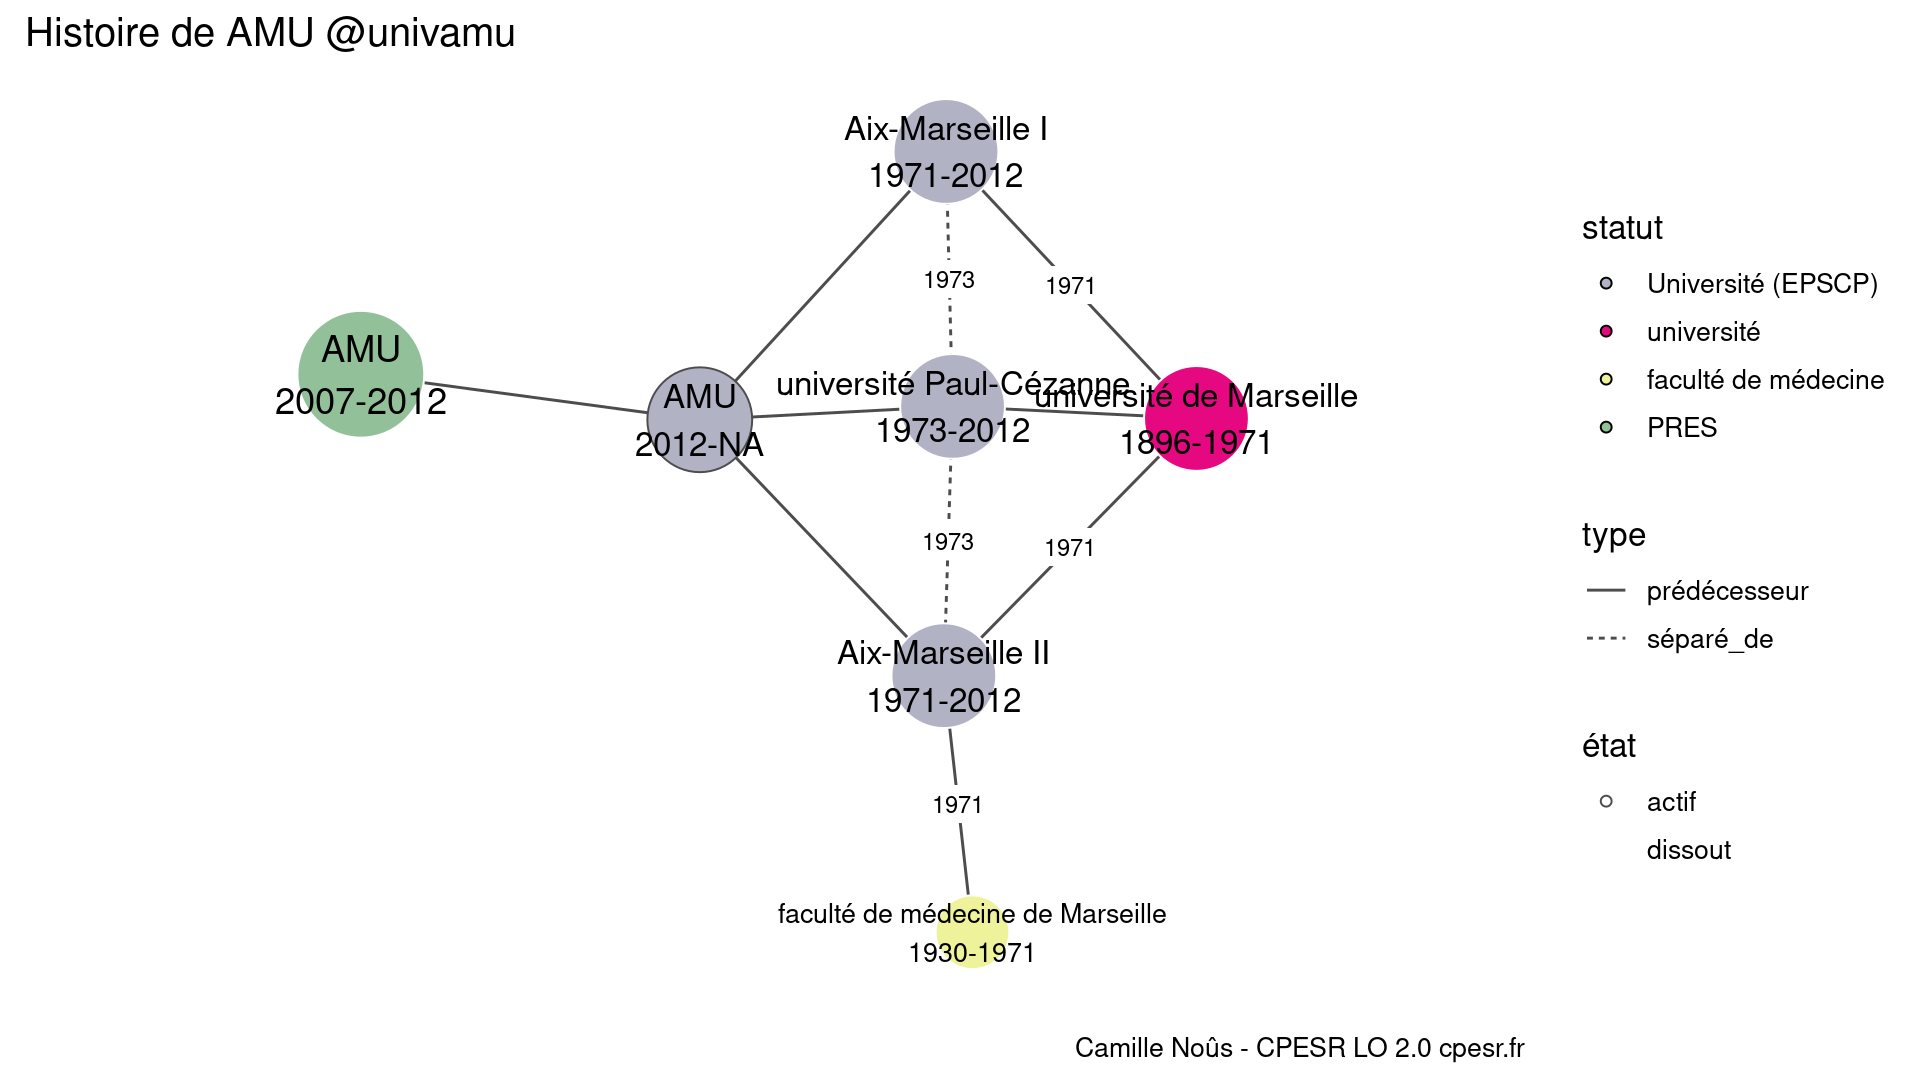 Histoire de AMU @univamu
Aix-Marseille I
1971-2012
1973
1971
AMU
2007-2012
AMU
2012-NA
université Paul-Cézanne
1973-2012
université de Marseille
1896-1971
1973
1971
Aix-Marseille II
1971-2012
1971
faculté de médecine de Marseille
1930-1971
statut
Université (EPSCP)
université
faculté de médecine
PRES
type
prédécesseur
séparé_de
état
actif
dissout
Camille Noûs - CPESR LO 2.0 cpesr.fr